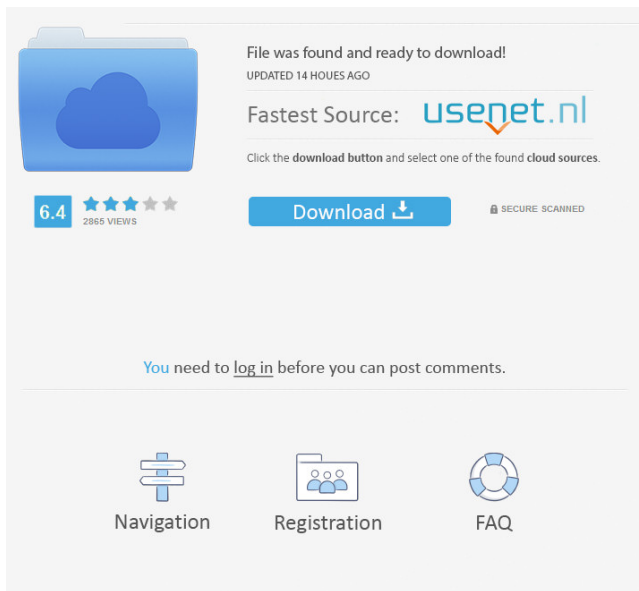 File was found and ready to download!
UPDATED 14 HOUES AGO
Fastest Source: usenet.nl
Click the download button and select one of the found cloud sources.
6.4
2865 VIEWS
Download
SECURE SCANNED
You need to log in before you can post comments.
Navigation
Registration
FAQ